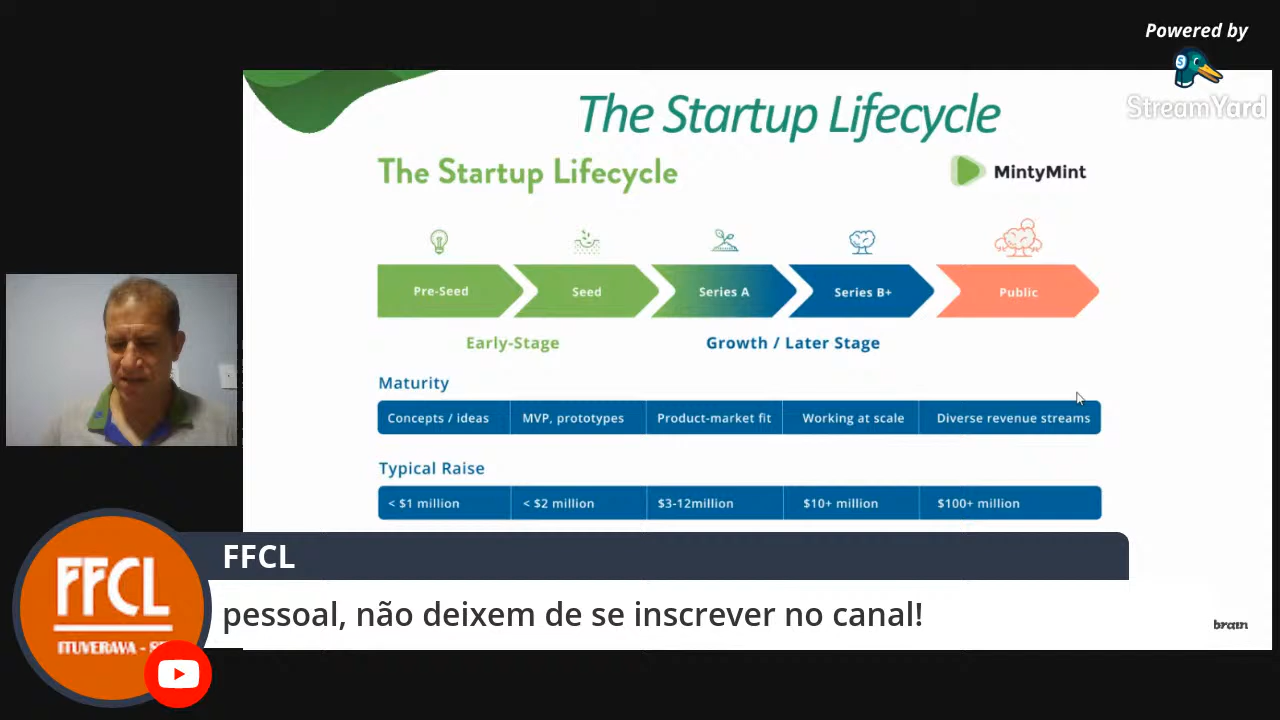 Powered by
StreamYard
The Startup Lifecycle
The Startup Lifecycle
MintyMint
Pre-Seed
Seed
Series A
Series B+
Public
Early-Stage
Growth / Later Stage
Maturity
Concepts / ideas
MVP, prototypes
Product-market fit
Working at scale
Diverse revenue streams
Typical Raise
< $1 million
< $2 million
$3-12million
$10+ million
$100+ million
FFCL
pessoal, não deixem de se inscrever no canal!
FFCL
ITUVERAVA -
brain